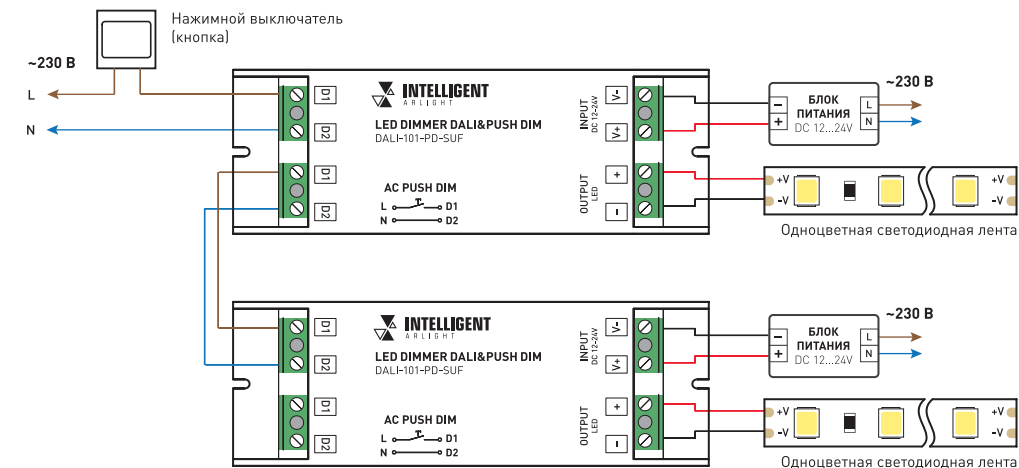 Нажимной выключатель
(кнопка)
~230 В
L
N
D1
D2
D1
D2
INTELLIGENT
ARLIGHT
LED DIMMER DALI&PUSH DIM
DALI-101-PD-SUF
AC PUSH DIM
L D1
N D2
INPUT
DC 12-24V
V-
V+
OUTPUT
LED
+
-
~230 В
БЛОК
ПИТАНИЯ
DC 12...24V
-
+
L
N
+V
-V
+V
-V
Одноцветная светодиодная лента
D1
D2
D1
D2
INTELLIGENT
ARLIGHT
LED DIMMER DALI&PUSH DIM
DALI-101-PD-SUF
AC PUSH DIM
L D1
N D2
INPUT
DC 12-24V
V-
V+
OUTPUT
LED
+
-
~230 В
БЛОК
ПИТАНИЯ
DC 12...24V
-
+
L
N
+V
-V
+V
-V
Одноцветная светодиодная лента